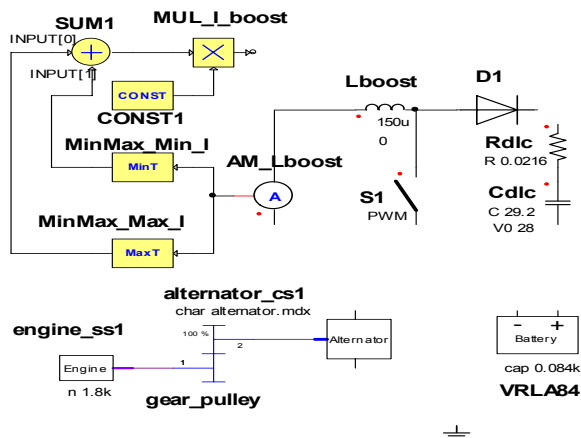 SUM1
MUL_I_boost
INPUT[0]
INPUT[1]
CONST
CONST1
MinMax_Min_I
MinT
MinMax_Max_I
MaxT
AM_Lboost
A
Lboost
150u
0
D1
S1
PWM
Rdlc
R 0.0216
Cdlc
C 29.2
V0 28
alternator_cs1
char alternator.mdx
100 %
2
Alternator
engine_ss1
Engine
1
n 1.8k
gear_pulley
- +
Battery
cap 0.084k
VRLA84